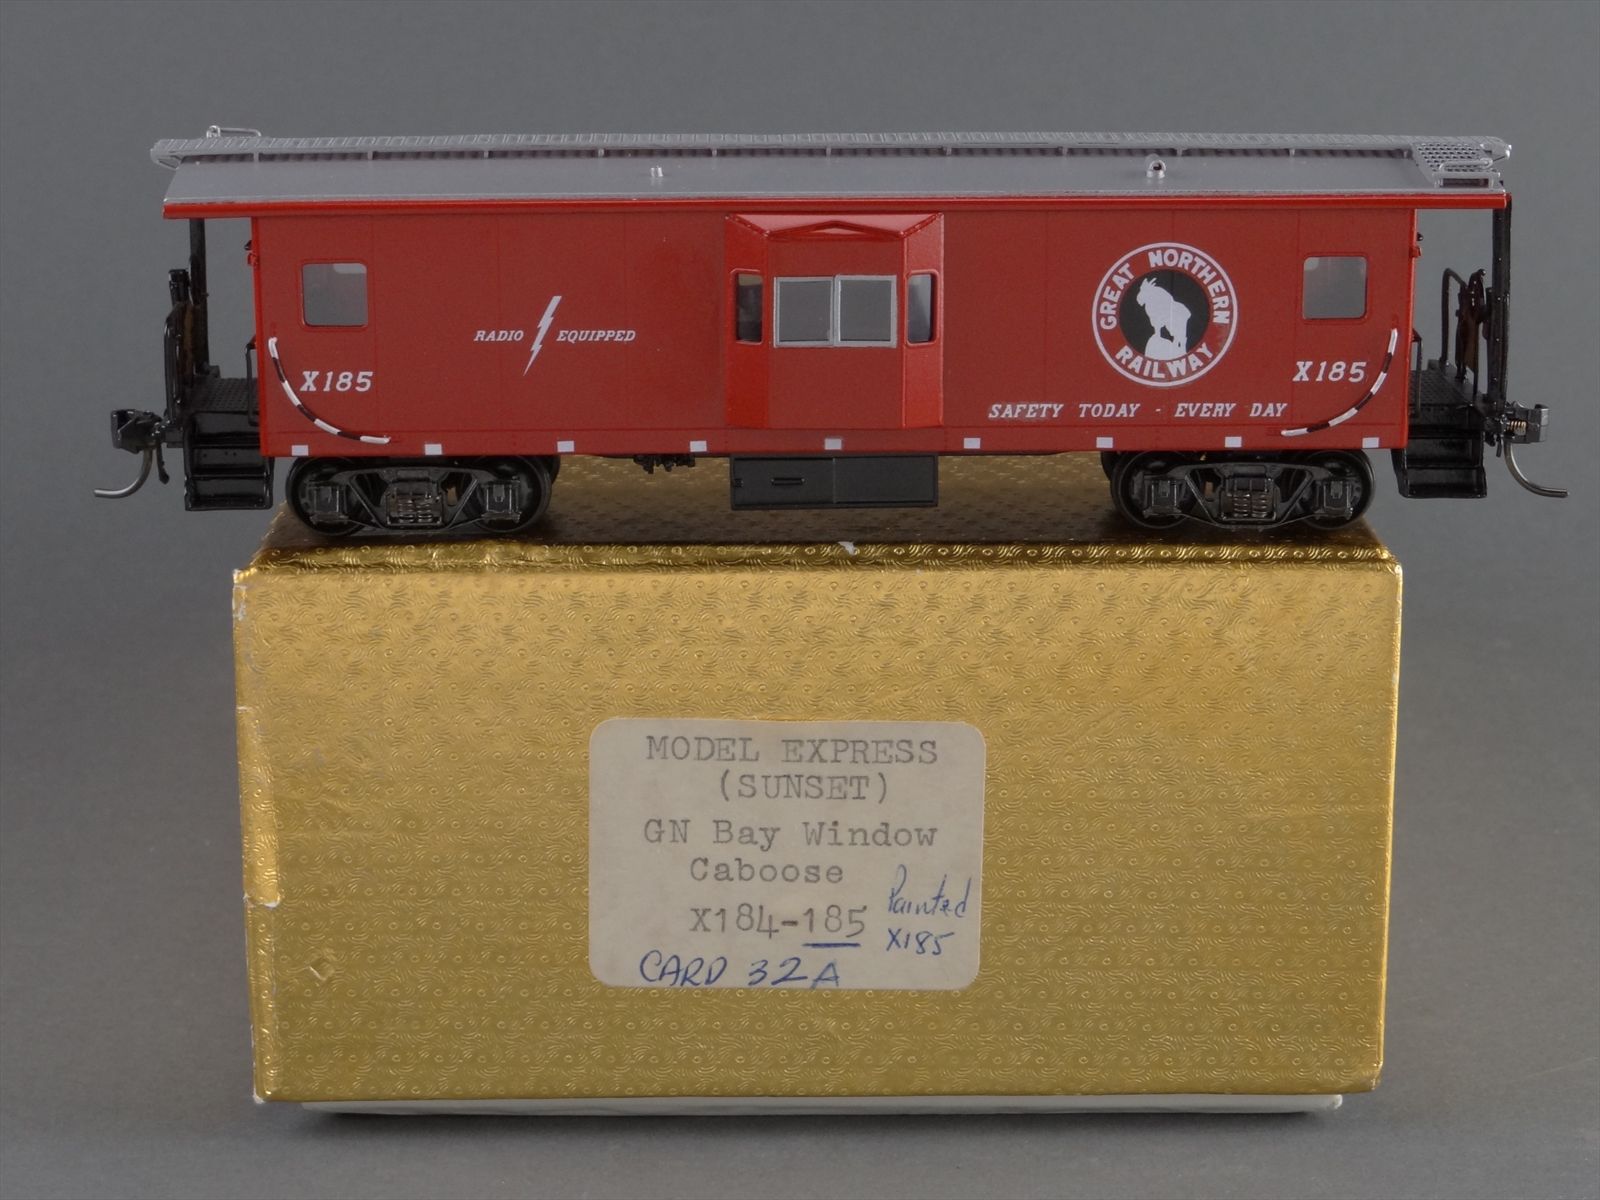 GREAT NORTHERN
RAILWAY
RADIO EQUIPPED
X185
X185
SAFETY TODAY - EVERY DAY
MODEL EXPRESS
(SUNSET)
GN Bay Window
Caboose
X184-185
Painted
X185
CARD 32A